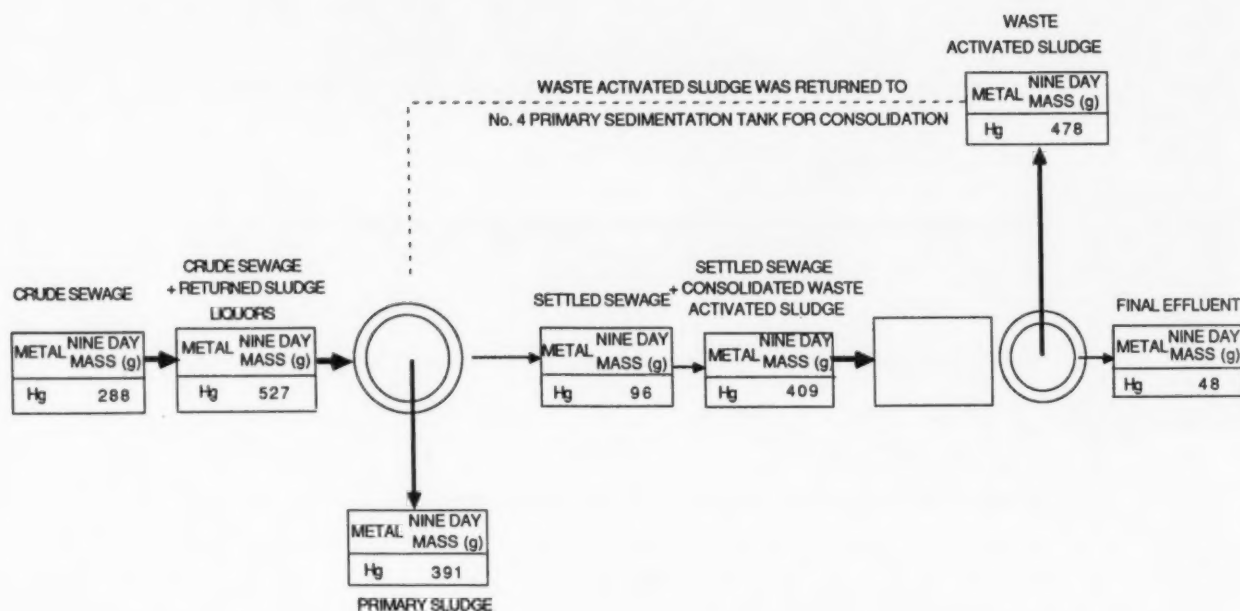 WASTE
ACTIVATED SLUDGE
METAL NINE DAY
MASS (g)
Hg 478
WASTE ACTIVATED SLUDGE WAS RETURNED TO
No. 4 PRIMARY SEDIMENTATION TANK FOR CONSOLIDATION
CRUDE SEWAGE
METAL NINE DAY
MASS (g)
Hg 288
CRUDE SEWAGE
+ RETURNED SLUDGE
LIQUORS
METAL NINE DAY
MASS (g)
Hg 527
SETTLED SEWAGE
METAL NINE DAY
MASS (g)
Hg 96
SETTLED SEWAGE
+ CONSOLIDATED WASTE
ACTIVATED SLUDGE
METAL NINE DAY
MASS (g)
Hg 409
FINAL EFFLUENT
METAL NINE DAY
MASS (g)
Hg 48
METAL NINE DAY
MASS (g)
Hg 391
PRIMARY SLUDGE